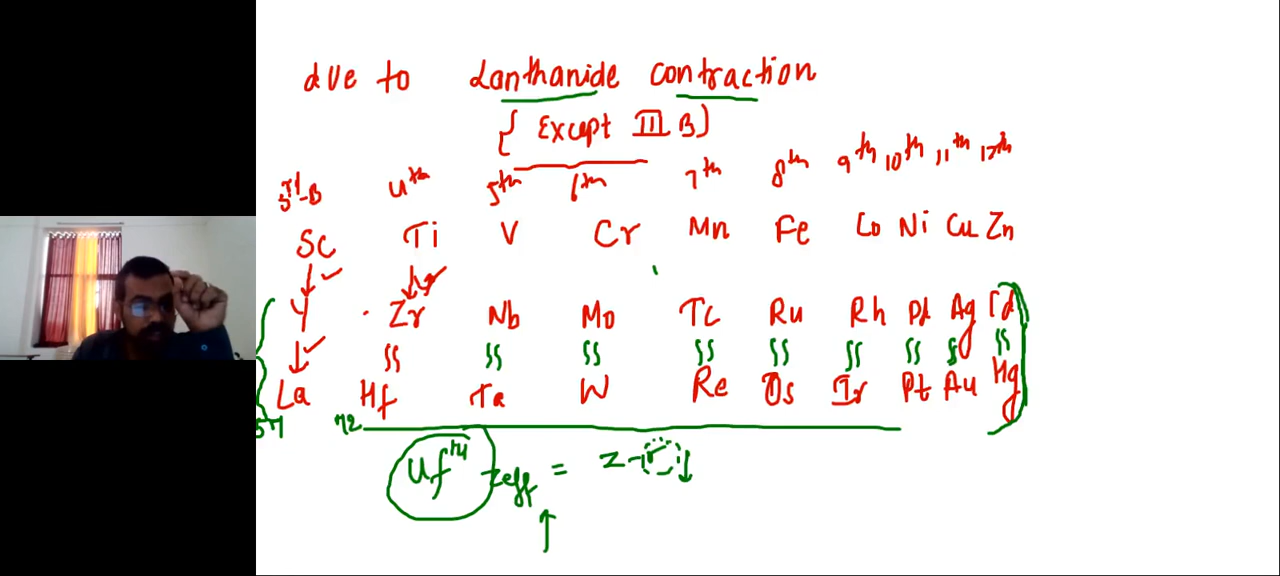 due to Lanthanide contraction
{ Except III B}
4th 5th 6th 7th 8th 9th 10th 11th 12th
Sc Ti V Cr Mn Fe Co Ni Cu Zn
Y Zr Nb Mo Tc Ru Rh Pd Ag Cd
La Hf Ta W Re Os Ir Pt Au Hg
57 72
4f14 Zeff = Z-σ↓
↑